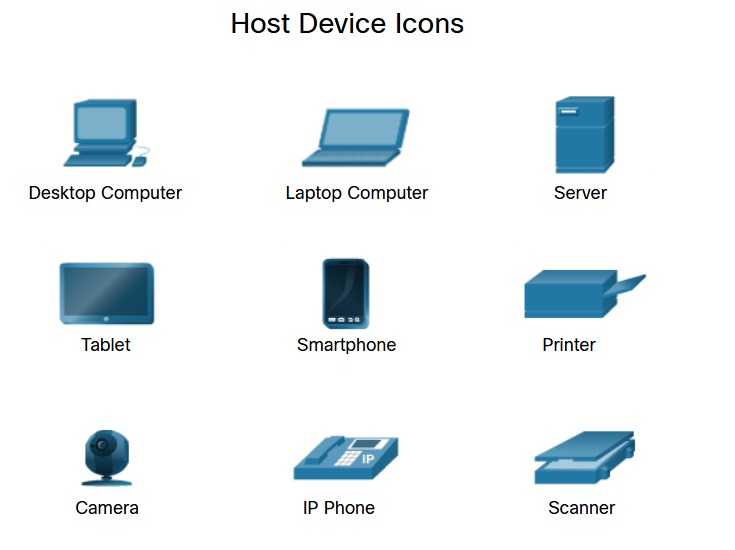 Host Device Icons
Desktop Computer
Laptop Computer
Server
Tablet
Smartphone
Printer
IP
Camera
IP Phone
Scanner